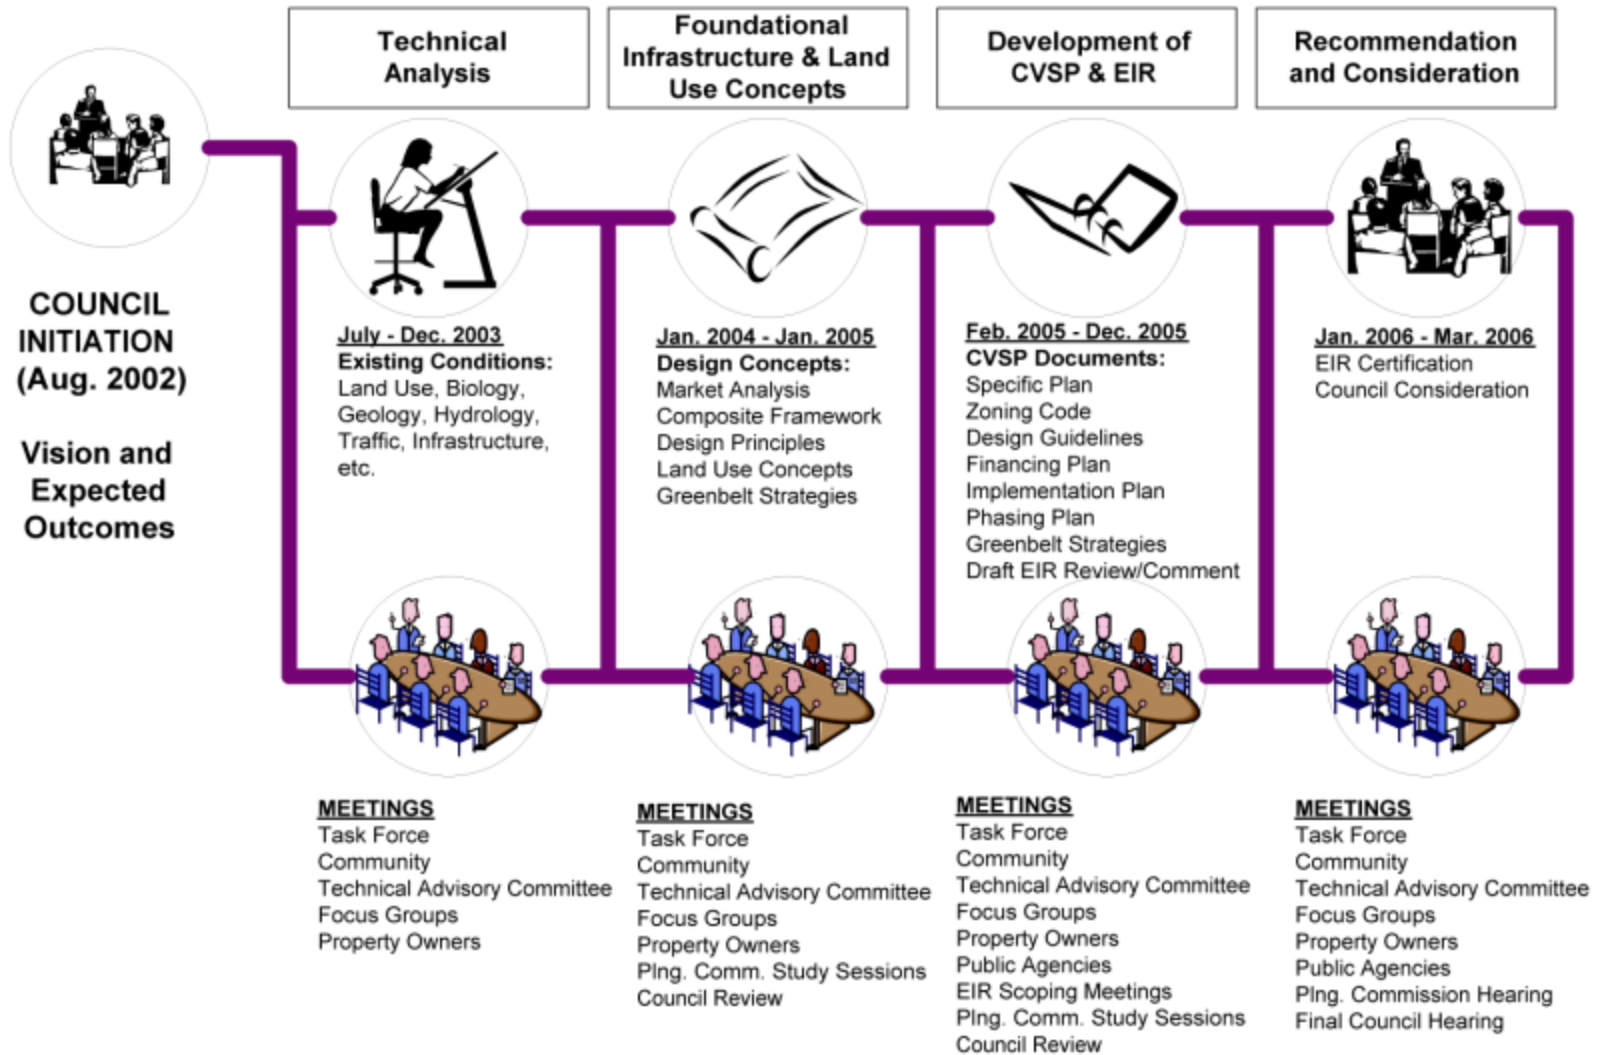 Technical
Analysis
Foundational
Infrastructure & Land
Use Concepts
Development of
CVSP & EIR
Recommendation
and Consideration
COUNCIL
INITIATION
(Aug. 2002)
Vision and
Expected
Outcomes
July - Dec. 2003
Existing Conditions:
Land Use, Biology,
Geology, Hydrology,
Traffic, Infrastructure,
etc.
Jan. 2004 - Jan. 2005
Design Concepts:
Market Analysis
Composite Framework
Design Principles
Land Use Concepts
Greenbelt Strategies
Feb. 2005 - Dec. 2005
CVSP Documents:
Specific Plan
Zoning Code
Design Guidelines
Financing Plan
Implementation Plan
Phasing Plan
Greenbelt Strategies
Draft EIR Review/Comment
Jan. 2006 - Mar. 2006
EIR Certification
Council Consideration
MEETINGS
Task Force
Community
Technical Advisory Committee
Focus Groups
Property Owners
MEETINGS
Task Force
Community
Technical Advisory Committee
Focus Groups
Property Owners
Plng. Comm. Study Sessions
Council Review
MEETINGS
Task Force
Community
Technical Advisory Committee
Focus Groups
Property Owners
Public Agencies
EIR Scoping Meetings
Plng. Comm. Study Sessions
Council Review
MEETINGS
Task Force
Community
Technical Advisory Committee
Focus Groups
Property Owners
Public Agencies
Plng. Commission Hearing
Final Council Hearing